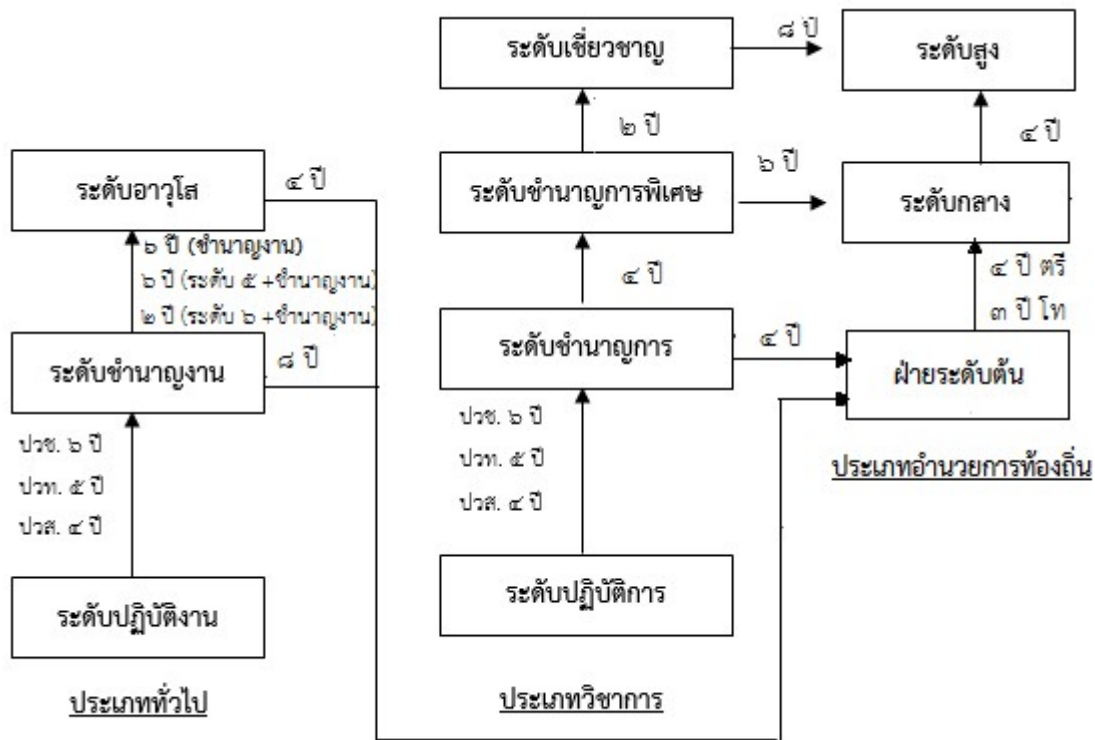 ระดับเชี่ยวชาญ
๘ ปี
ระดับสูง
๒ ปี
๔ ปี
ระดับอาวุโส
๔ ปี
ระดับชำนาญการพิเศษ
๖ ปี
ระดับกลาง
๖ ปี (ชำนาญงาน)
๖ ปี (ระดับ ๕ +ชำนาญงาน)
๒ ปี (ระดับ ๖ +ชำนาญงาน)
๔ ปี
๔ ปี ตรี
๓ ปี โท
ระดับชำนาญงาน
๘ ปี
ระดับชำนาญการ
๔ ปี
ฝ่ายระดับต้น
ปวช. ๖ ปี
ปวท. ๕ ปี
ปวส. ๔ ปี
ปวช. ๖ ปี
ปวท. ๕ ปี
ปวส. ๔ ปี
ประเภทอำนวยการท้องถิ่น
ระดับปฏิบัติงาน
ระดับปฏิบัติการ
ประเภททั่วไป
ประเภทวิชาการ